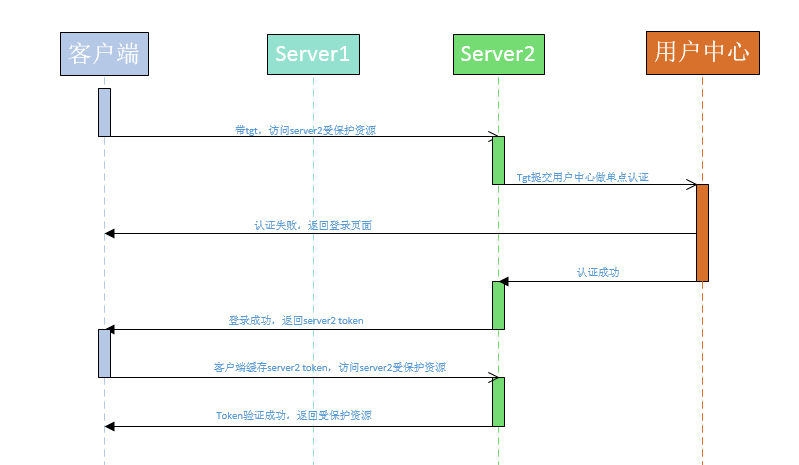 客户端
Server1
Server2
用户中心
带tgt，访问server2受保护资源
Tgt提交用户中心做单点认证
认证失败，返回登录页面
认证成功
登录成功，返回server2 token
客户端缓存server2 token，访问server2受保护资源
Token验证成功，返回受保护资源